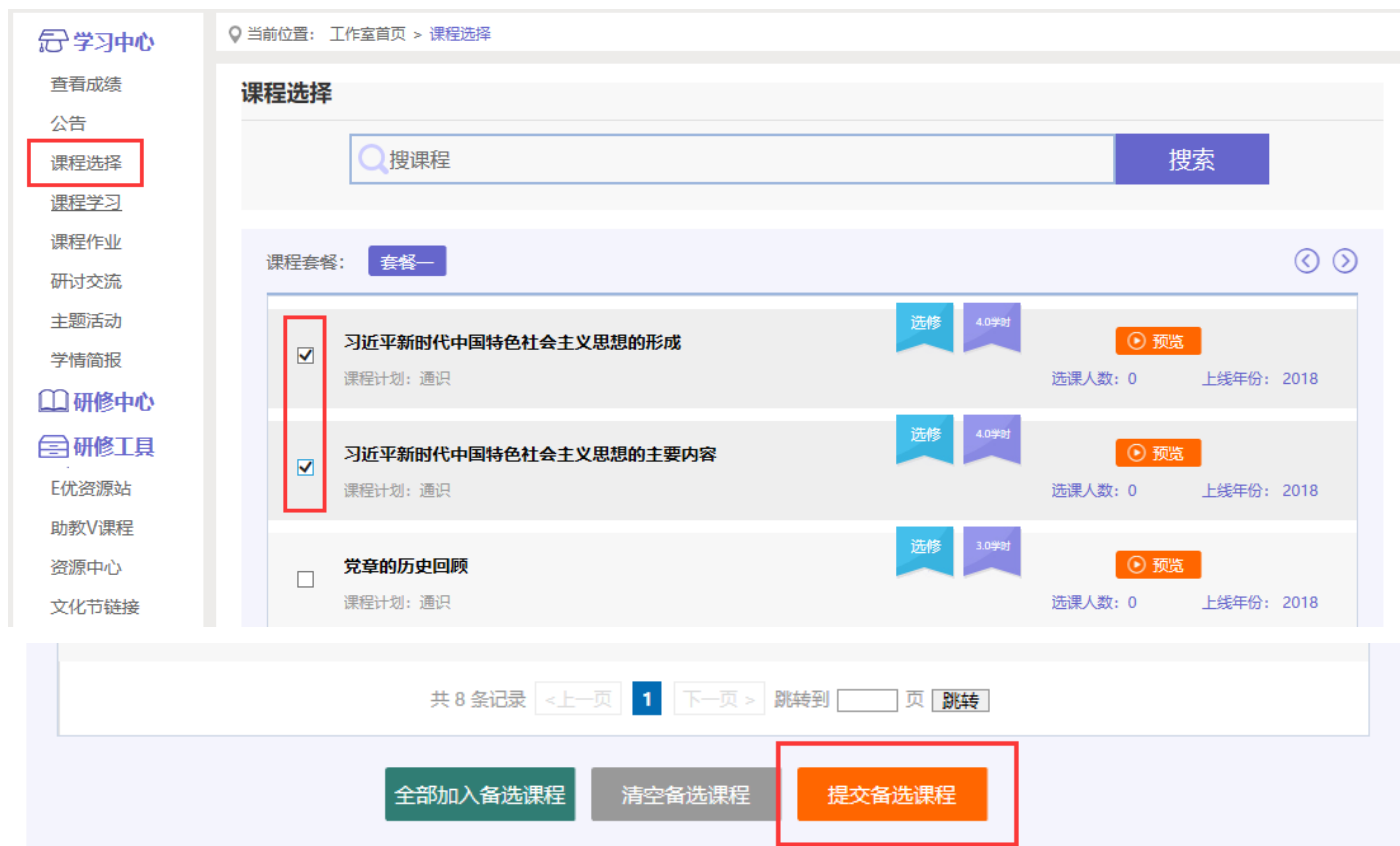 学习中心
查看成绩
公告
课程选择
课程学习
课程作业
研讨交流
主题活动
学情简报
研修中心
研修工具
E优资源站
助教V课程
资源中心
文化节链接
当前位置： 工作室首页 > 课程选择
课程选择
搜课程 搜索
课程套餐： 套餐一
习近平新时代中国特色社会主义思想的形成 选修 4.0学时 预览
课程计划：通识 选课人数：0 上线年份： 2018
习近平新时代中国特色社会主义思想的主要内容 选修 4.0学时 预览
课程计划：通识 选课人数：0 上线年份： 2018
党章的历史回顾 选修 3.0学时 预览
课程计划：通识 选课人数：0 上线年份： 2018
共 8 条记录 <上一页 1 下一页 > 跳转到 页 跳转
全部加入备选课程 清空备选课程 提交备选课程